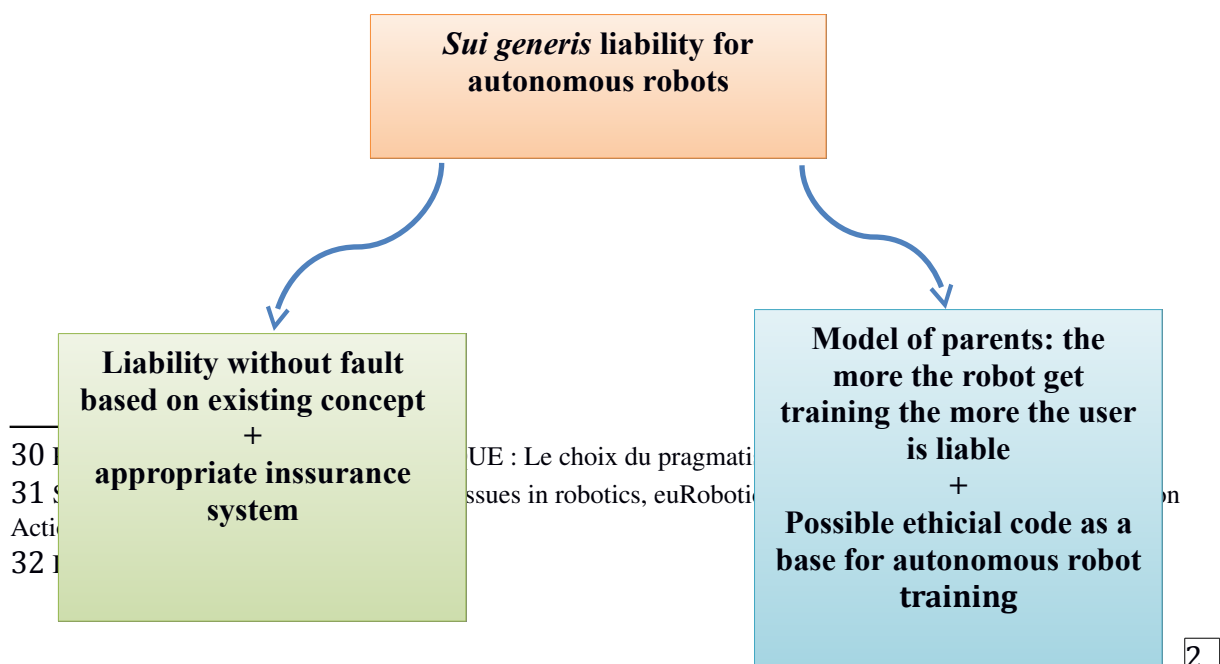 Sui generis liability for
autonomous robots
Liability without fault
based on existing concept
+
appropriate inssurance
system
Model of parents: the
more the robot get
training the more the user
is liable
+
Possible ethicial code as a
base for autonomous robot
training
30 UE : Le choix du pragmati
31 ssues in robotics, euRoboti on
Acti
32
2